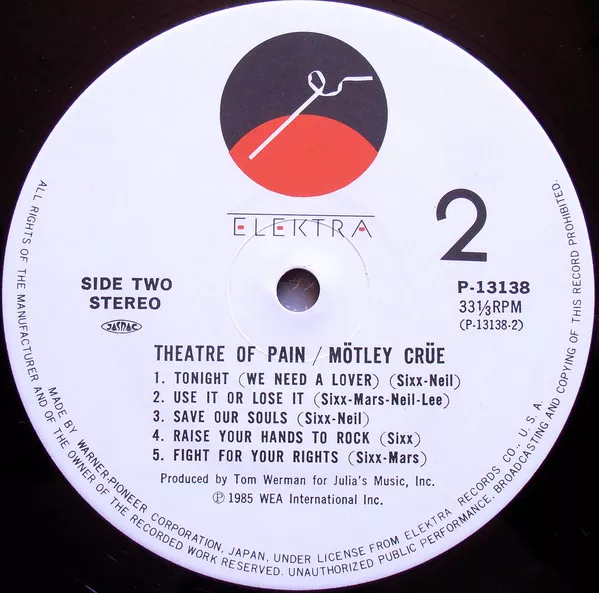 ELEKTRA
2
SIDE TWO
STEREO
JASRAC
P-13138
33⅓RPM
(P-13138-2)
THEATRE OF PAIN / MÖTLEY CRÜE
1. TONIGHT (WE NEED A LOVER) (Sixx-Neil)
2. USE IT OR LOSE IT (Sixx-Mars-Neil-Lee)
3. SAVE OUR SOULS (Sixx-Neil)
4. RAISE YOUR HANDS TO ROCK (Sixx)
5. FIGHT FOR YOUR RIGHTS (Sixx-Mars)
Produced by Tom Werman for Julia's Music, Inc.
Ⓟ 1985 WEA International Inc.
MADE BY WARNER-PIONEER CORPORATION, JAPAN, UNDER LICENSE FROM ELEKTRA RECORDS CO., U.S.A.
ALL RIGHTS OF THE MANUFACTURER AND OF THE OWNER OF THE RECORDED WORK RESERVED. UNAUTHORIZED PUBLIC PERFORMANCE, BROADCASTING AND COPYING OF THIS RECORD PROHIBITED.